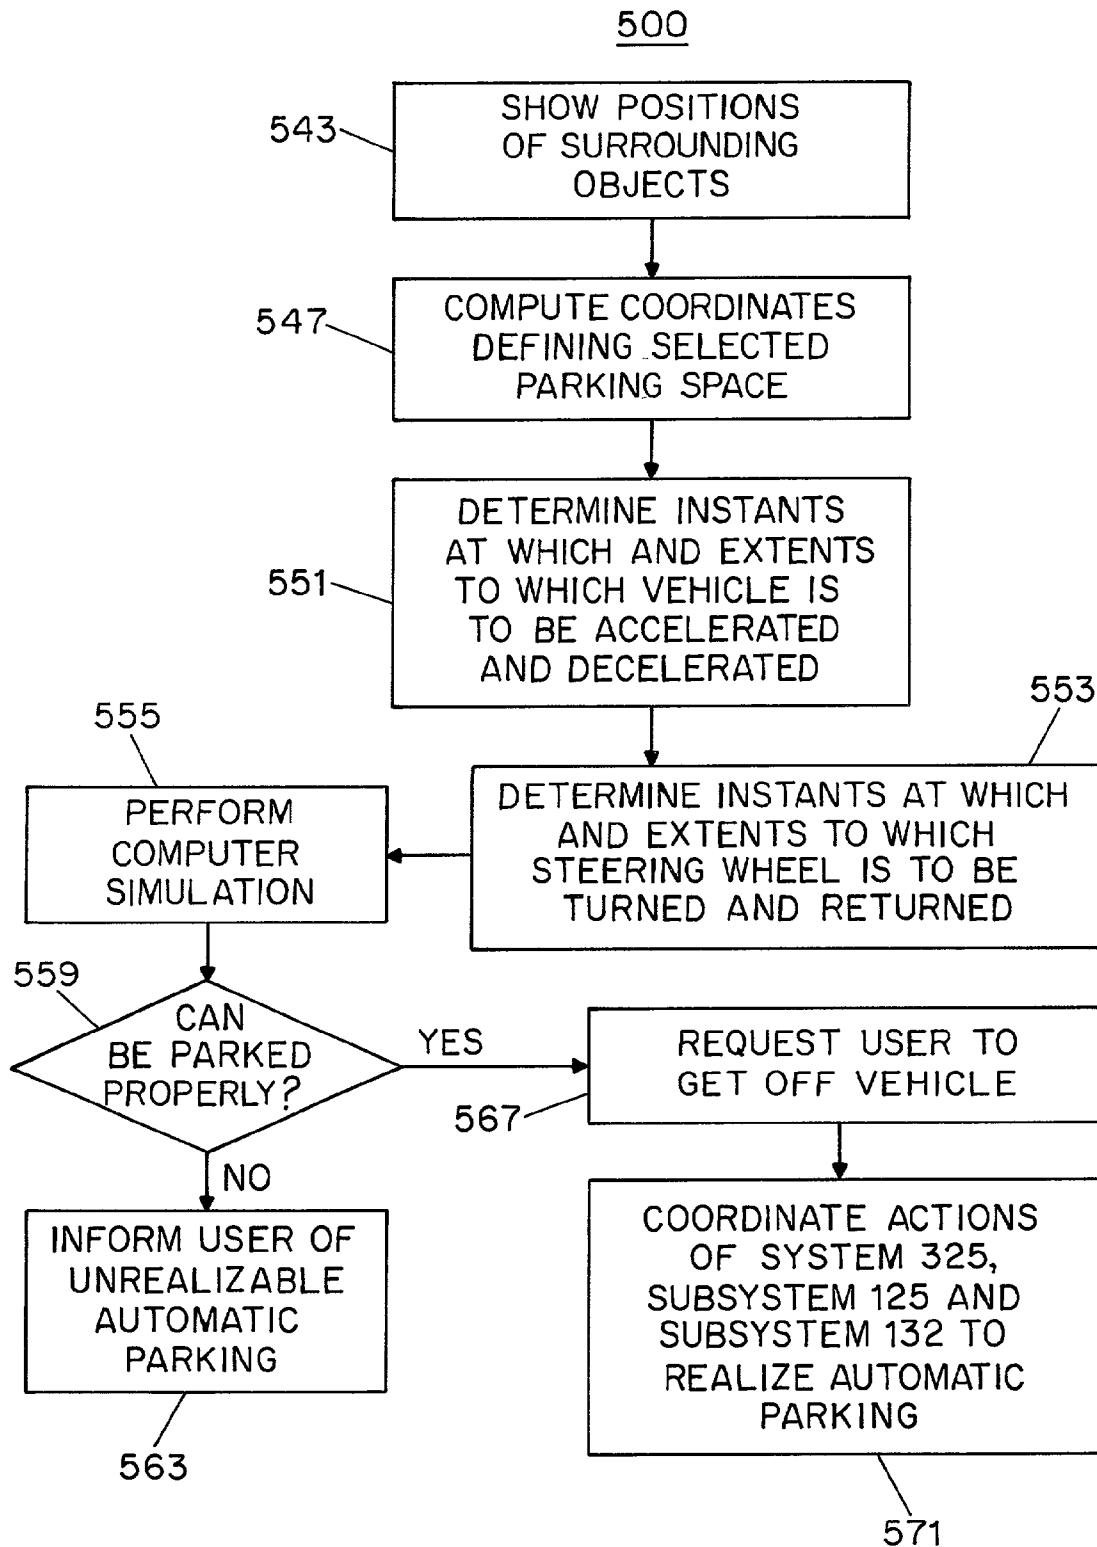 500
543
SHOW POSITIONS
OF SURROUNDING
OBJECTS
547
COMPUTE COORDINATES
DEFINING SELECTED
PARKING SPACE
551
DETERMINE INSTANTS
AT WHICH AND EXTENTS
TO WHICH VEHICLE IS
TO BE ACCELERATED
AND DECELERATED
553
DETERMINE INSTANTS AT WHICH
AND EXTENTS TO WHICH
STEERING WHEEL IS TO BE
TURNED AND RETURNED
555
PERFORM
COMPUTER
SIMULATION
559
CAN
BE PARKED
PROPERLY?
YES
NO
567
REQUEST USER TO
GET OFF VEHICLE
INFORM USER OF
UNREALIZABLE
AUTOMATIC
PARKING
563
COORDINATE ACTIONS
OF SYSTEM 325,
SUBSYSTEM 125 AND
SUBSYSTEM 132 TO
REALIZE AUTOMATIC
PARKING
571